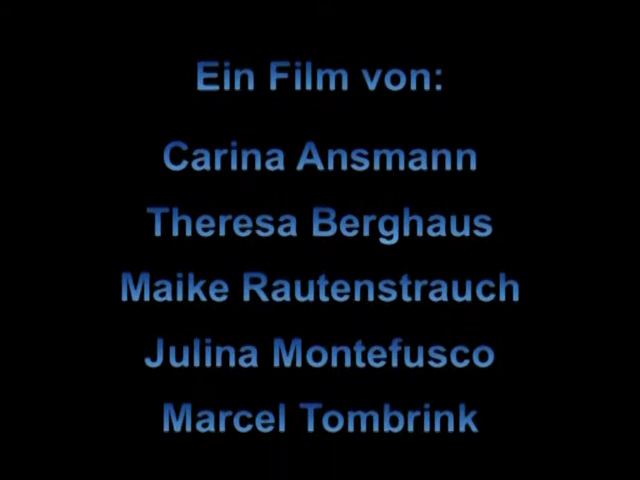 Ein Film von:
Carina Ansmann
Theresa Berghaus
Maike Rautenstrauch
Julina Montefusco
Marcel Tombrink